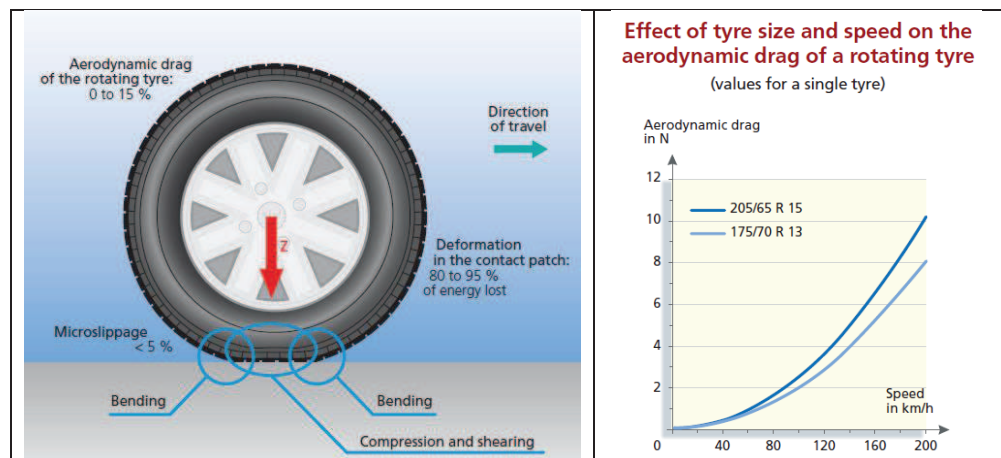 Aerodynamic drag
of the rotating tyre:
0 to 15 %
Direction
of travel
Z
Deformation
in the contact patch:
80 to 95 %
of energy lost
Microslippage
< 5 %
Bending
Bending
Compression and shearing
Effect of tyre size and speed on the
aerodynamic drag of a rotating tyre
(values for a single tyre)
Aerodynamic drag
in N
12
10
8
6
4
2
205/65 R 15
175/70 R 13
Speed
in km/h
0
40
80
120
160
200